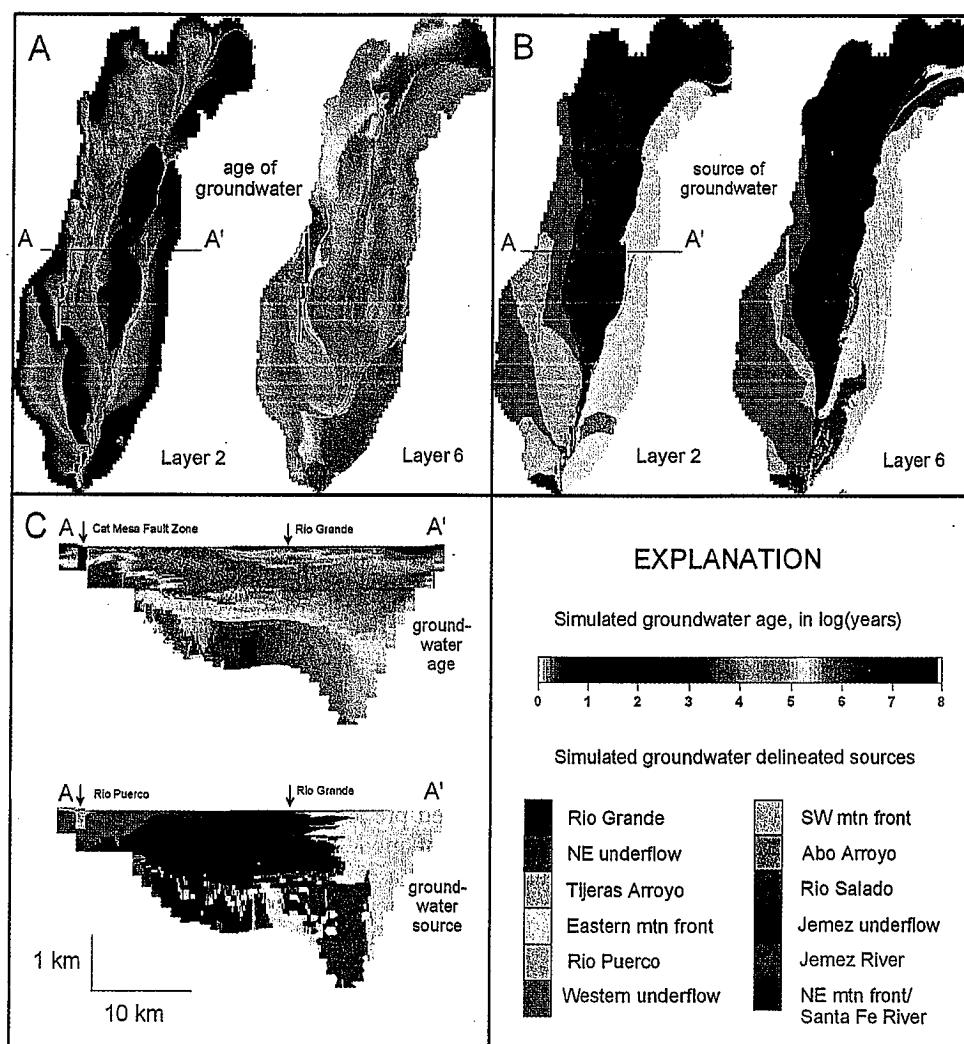 A
age of
groundwater
A
A'
Layer 2
Layer 6
B
source of
groundwater
A
A'
Layer 2
Layer 6
C
A
Cat Mesa Fault Zone
Rio Grande
A'
ground-
water
age
A
Rio Puerco
Rio Grande
A'
ground-
water
source
1 km
10 km
EXPLANATION
Simulated groundwater age, in log(years)
0 1 2 3 4 5 6 7 8
Simulated groundwater delineated sources
Rio Grande
NE underflow
Tijeras Arroyo
Eastern mtn front
Rio Puerco
Western underflow
SW mtn front
Abo Arroyo
Rio Salado
Jemez underflow
Jemez River
NE mtn front/
Santa Fe River